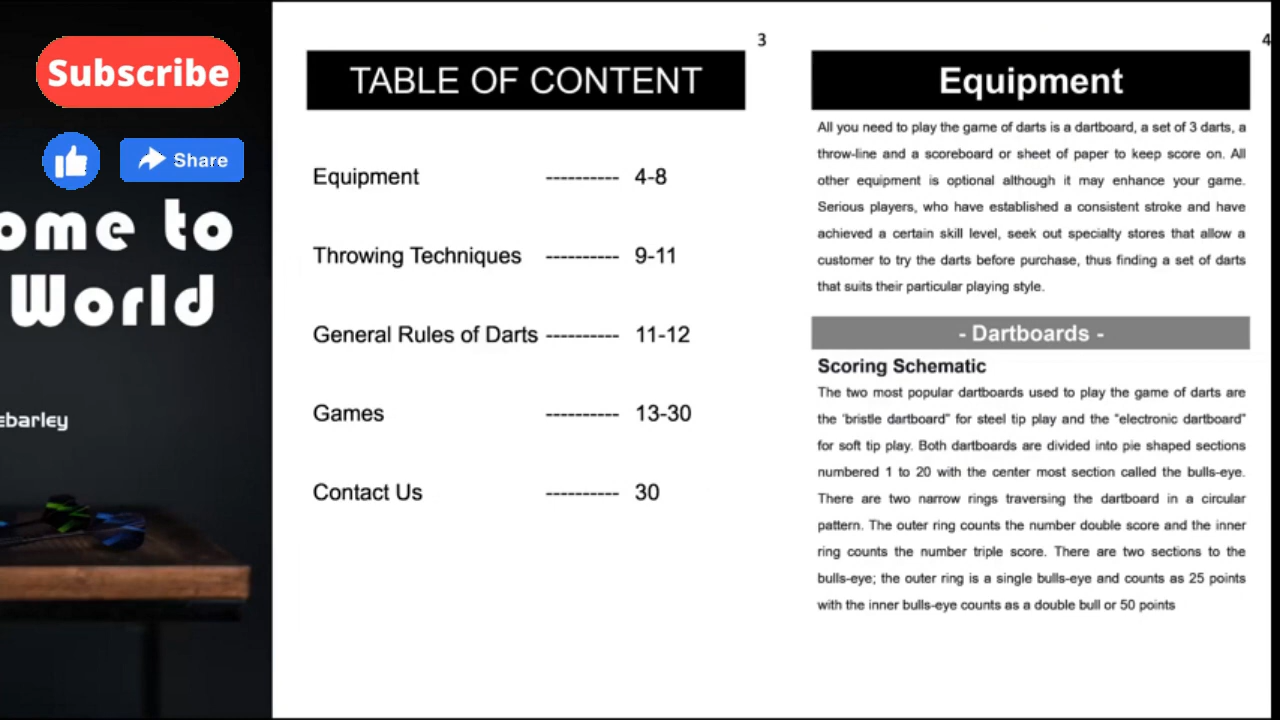 Subscribe
Share
ome to
World
ebarley
3
TABLE OF CONTENT
Equipment ---------- 4-8
Throwing Techniques ---------- 9-11
General Rules of Darts ---------- 11-12
Games ---------- 13-30
Contact Us ---------- 30
4
Equipment
All you need to play the game of darts is a dartboard, a set of 3 darts, a
throw-line and a scoreboard or sheet of paper to keep score on. All
other equipment is optional although it may enhance your game.
Serious players, who have established a consistent stroke and have
achieved a certain skill level, seek out specialty stores that allow a
customer to try the darts before purchase, thus finding a set of darts
that suits their particular playing style.
- Dartboards -
Scoring Schematic
The two most popular dartboards used to play the game of darts are
the 'bristle dartboard” for steel tip play and the “electronic dartboard”
for soft tip play. Both dartboards are divided into pie shaped sections
numbered 1 to 20 with the center most section called the bulls-eye.
There are two narrow rings traversing the dartboard in a circular
pattern. The outer ring counts the number double score and the inner
ring counts the number triple score. There are two sections to the
bulls-eye; the outer ring is a single bulls-eye and counts as 25 points
with the inner bulls-eye counts as a double bull or 50 points